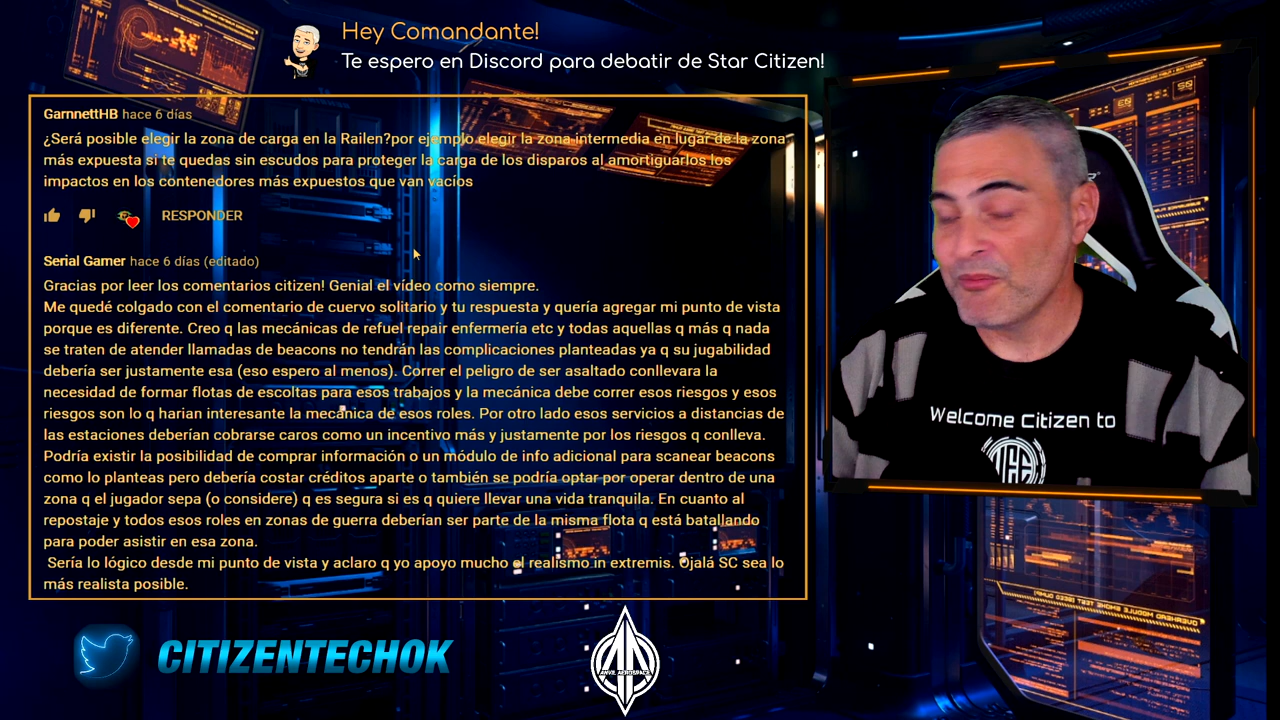 Hey Comandante!
Te espero en Discord para debatir de Star Citizen!
GarnnettHB hace 6 días
¿Será posible elegir la zona de carga en la Railen?por ejemplo elegir la zona intermedia en lugar de la zona
más expuesta si te quedas sin escudos para proteger la carga de los disparos al amortiguarlos los
impactos en los contenedores más expuestos que van vacíos
RESPONDER
Serial Gamer hace 6 días (editado)
Gracias por leer los comentarios citizen! Genial el vídeo como siempre.
Me quedé colgado con el comentario de cuervo solitario y tu respuesta y quería agregar mi punto de vista
porque es diferente. Creo q las mecánicas de refuel repair enfermería etc y todas aquellas q más q nada
se traten de atender llamadas de beacons no tendrán las complicaciones planteadas ya q su jugabilidad
debería ser justamente esa (eso espero al menos). Correr el peligro de ser asaltado conllevara la
necesidad de formar flotas de escoltas para esos trabajos y la mecánica debe correr esos riesgos y esos
riesgos son lo q harian interesante la mecánica de esos roles. Por otro lado esos servicios a distancias de
las estaciones deberían cobrarse caros como un incentivo más y justamente por los riesgos q conlleva.
Podría existir la posibilidad de comprar información o un módulo de info adicional para scanear beacons
como lo planteas pero debería costar créditos aparte o también se podría optar por operar dentro de una
zona q el jugador sepa (o considere) q es segura si es q quiere llevar una vida tranquila. En cuanto al
repostaje y todos esos roles en zonas de guerra deberían ser parte de la misma flota q está batallando
para poder asistir en esa zona.
Sería lo lógico desde mi punto de vista y aclaro q yo apoyo mucho el realismo in extremis. Ojalá SC sea lo
más realista posible.
Welcome Citizen to
CITIZENTECHOK
ANVIL AEROSPACE